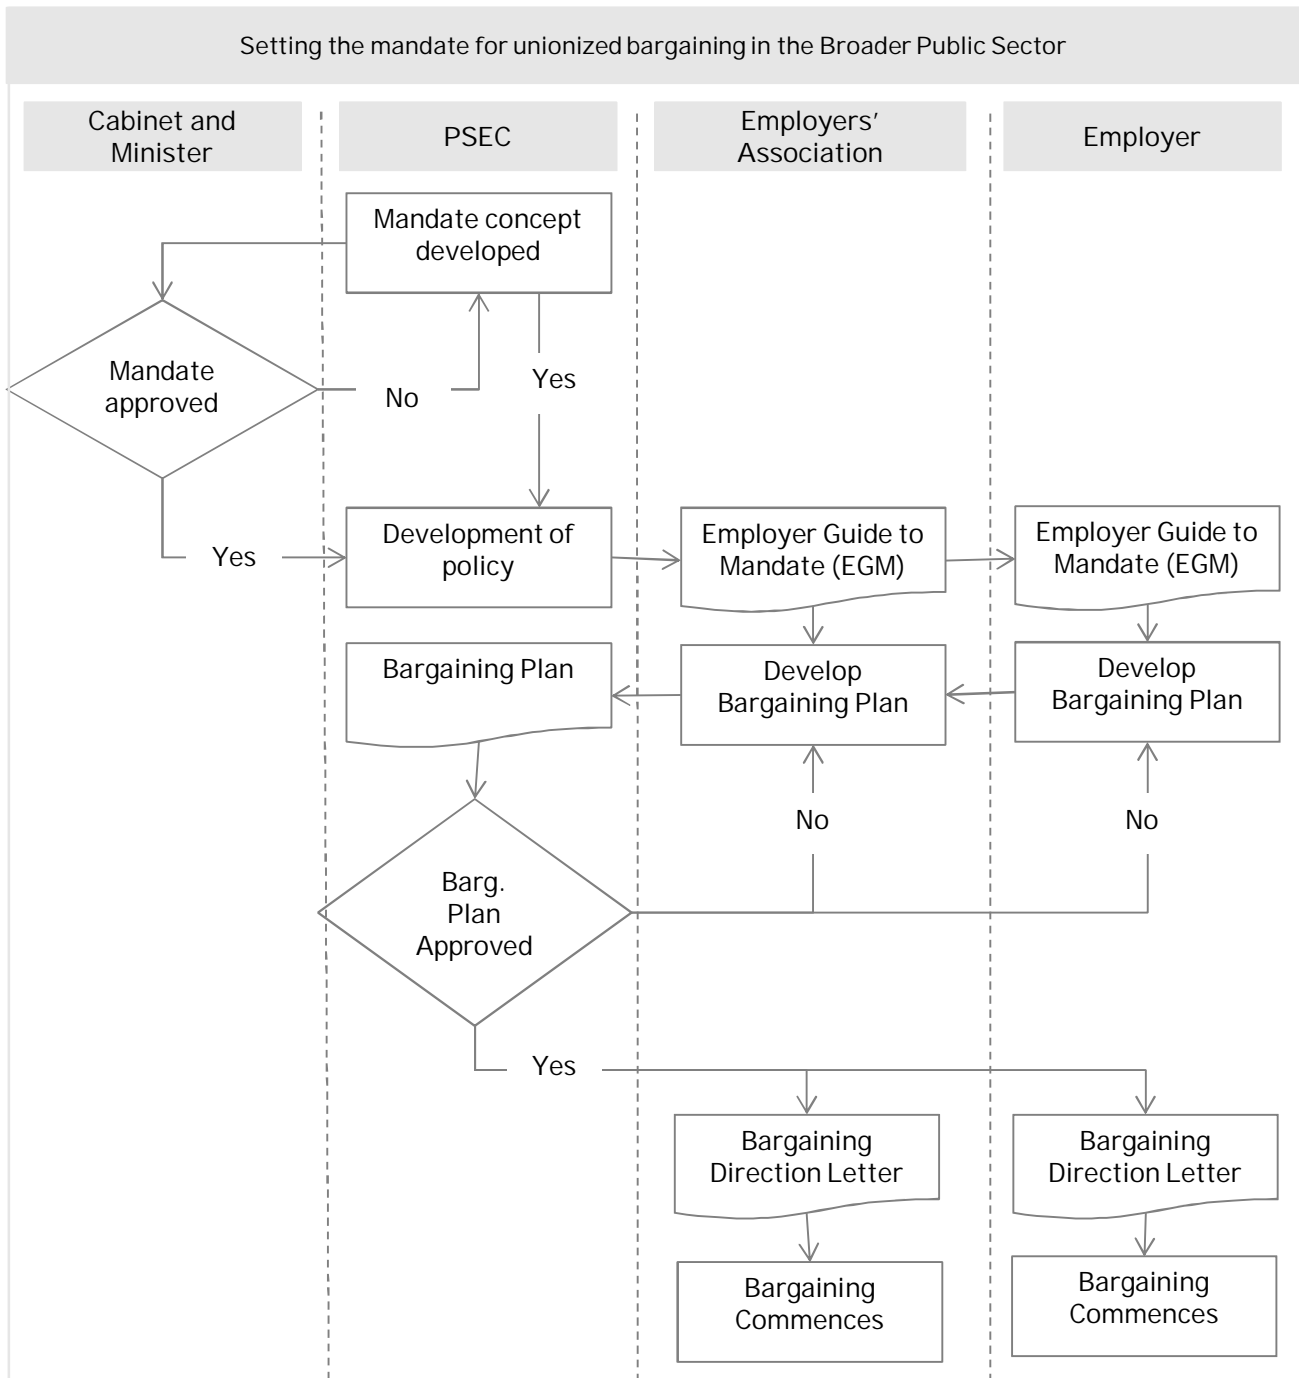 Setting the mandate for unionized bargaining in the Broader Public Sector
Cabinet and
Minister
PSEC
Employers’
Association
Employer
Mandate concept
developed
Mandate
approved
No
Yes
Yes
Development of
policy
Employer Guide to
Mandate (EGM)
Employer Guide to
Mandate (EGM)
Bargaining Plan
Develop
Bargaining Plan
Develop
Bargaining Plan
No
No
Barg.
Plan
Approved
Yes
Bargaining
Direction Letter
Bargaining
Direction Letter
Bargaining
Commences
Bargaining
Commences